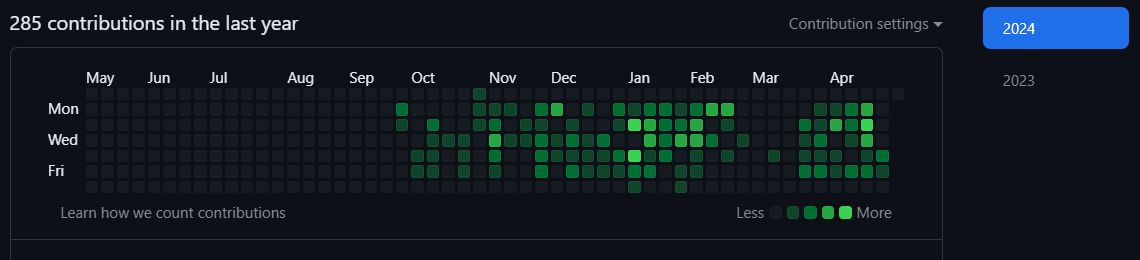 285 contributions in the last year
Contribution settings
2024
2023
May Jun Jul Aug Sep Oct Nov Dec Jan Feb Mar Apr
Mon
Wed
Fri
Learn how we count contributions
Less More